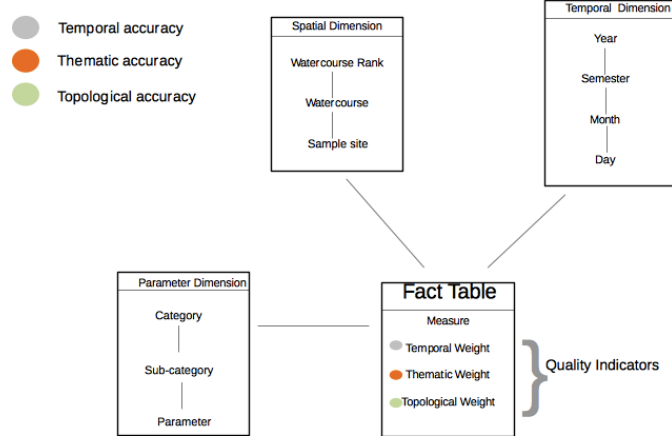 Temporal accuracy
Thematic accuracy
Topological accuracy
Spatial Dimension
Watercourse Rank
Watercourse
Sample site
Temporal Dimension
Year
Semester
Month
Day
Parameter Dimension
Category
Sub-category
Parameter
Fact Table
Measure
Temporal Weight
Thematic Weight
Topological Weight
Quality Indicators